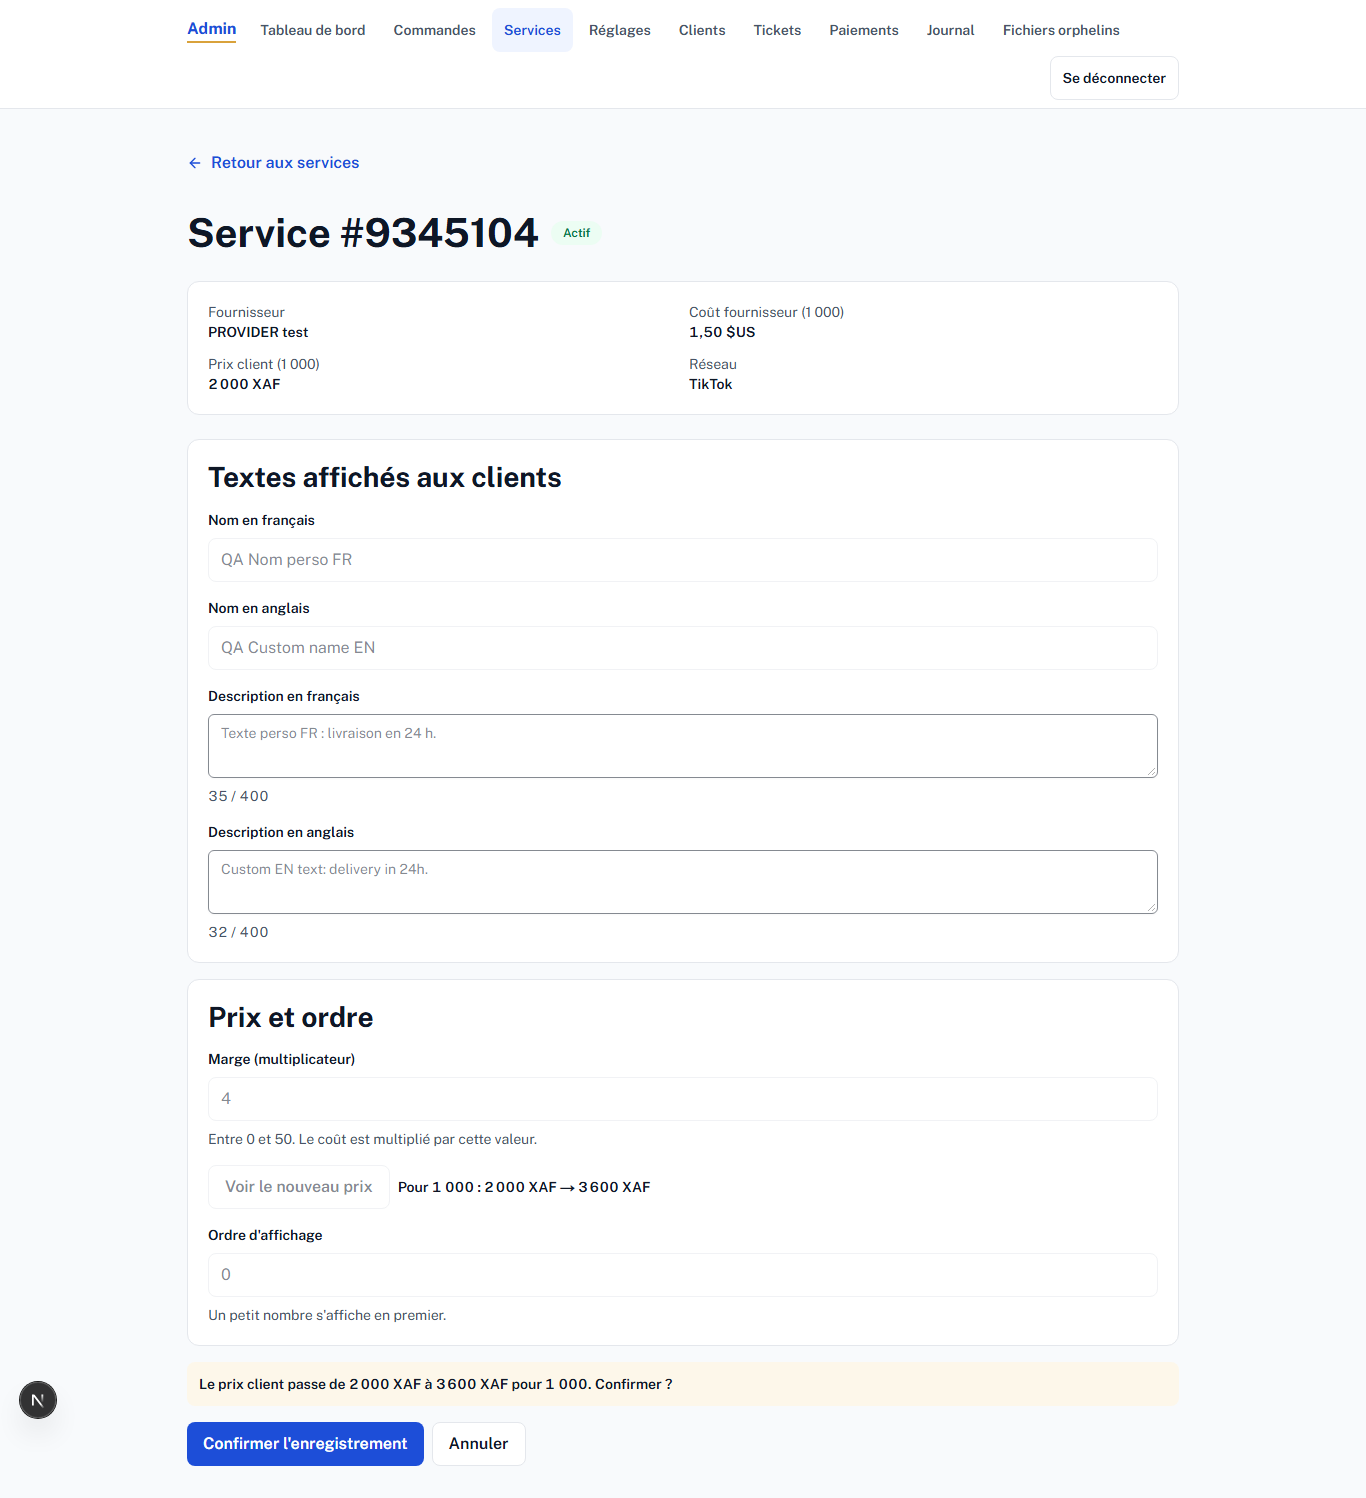 Admin
Tableau de bord
Commandes
Services
Réglages
Clients
Tickets
Paiements
Journal
Fichiers orphelins
Se déconnecter
← Retour aux services
Service #9345104
Actif
Fournisseur
PROVIDER test
Coût fournisseur (1 000)
1,50 $US
Prix client (1 000)
2 000 XAF
Réseau
TikTok
Textes affichés aux clients
Nom en français
QA Nom perso FR
Nom en anglais
QA Custom name EN
Description en français
Texte perso FR : livraison en 24 h.
35 / 400
Description en anglais
Custom EN text: delivery in 24h.
32 / 400
Prix et ordre
Marge (multiplicateur)
4
Entre 0 et 50. Le coût est multiplié par cette valeur.
Voir le nouveau prix
Pour 1 000 : 2 000 XAF → 3 600 XAF
Ordre d'affichage
0
Un petit nombre s'affiche en premier.
Le prix client passe de 2 000 XAF à 3 600 XAF pour 1 000. Confirmer ?
N
Confirmer l'enregistrement
Annuler